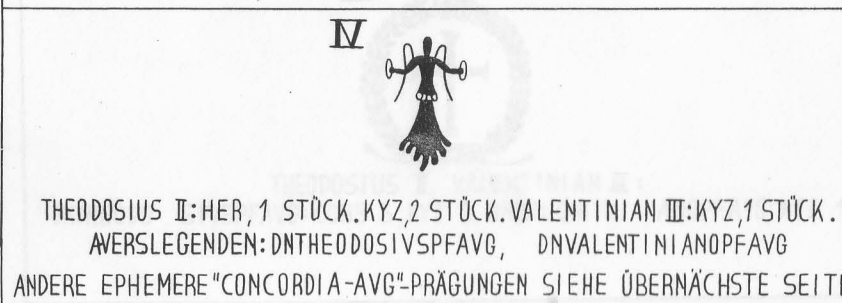 IV
THEODOSIUS II: HER, 1 STÜCK. KYZ, 2 STÜCK. VALENTINIAN III: KYZ, 1 STÜCK.
AVERSLEGENDEN: DNTHEODOSIVSPFAVG, DNVALENTINIANOPFAVG
ANDERE EPHEMERE "CONCORDIA-AVG"-PRÄGUNGEN SIEHE ÜBERNÄCHSTE SEITE